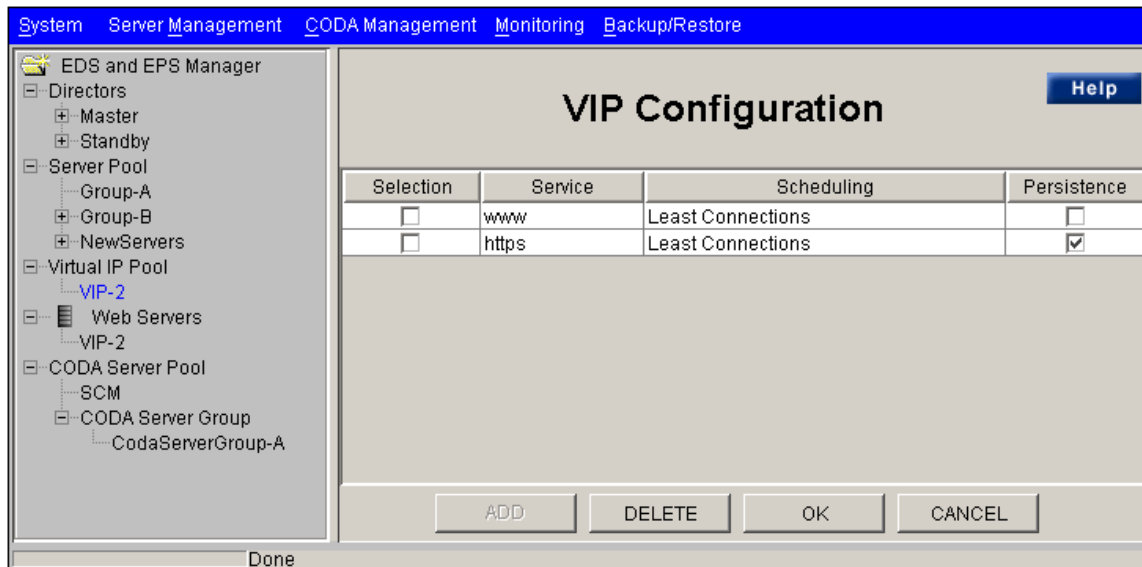 System Server Management CODA Management Monitoring Backup/Restore
EDS and EPS Manager
Directors
Master
Standby
Server Pool
Group-A
Group-B
NewServers
Virtual IP Pool
VIP-2
Web Servers
VIP-2
CODA Server Pool
SCM
CODA Server Group
CodaServerGroup-A
VIP Configuration
Help
Selection Service Scheduling Persistence
www Least Connections
https Least Connections
ADD DELETE OK CANCEL
Done